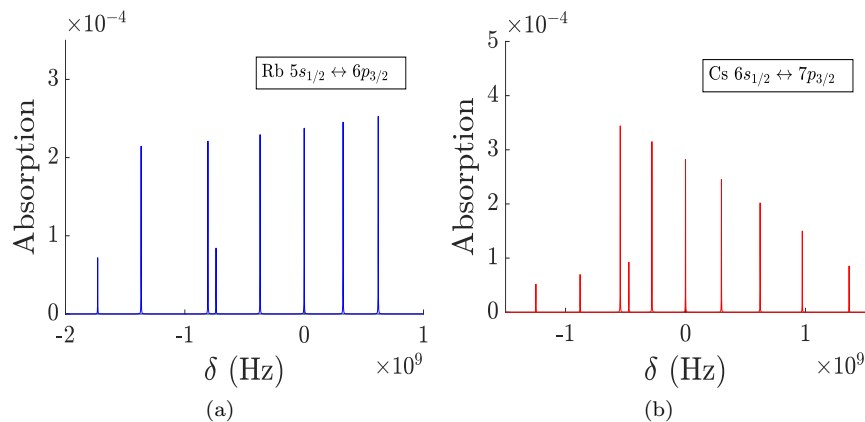 ×10⁻⁴
3
2
1
0
Absorption
Rb 5s₁/₂ ↔ 6p₃/₂
-2
-1
0
1
δ (Hz)
×10⁹
(a)
×10⁻⁴
5
4
3
2
1
0
Absorption
Cs 6s₁/₂ ↔ 7p₃/₂
-1
0
1
δ (Hz)
×10⁹
(b)